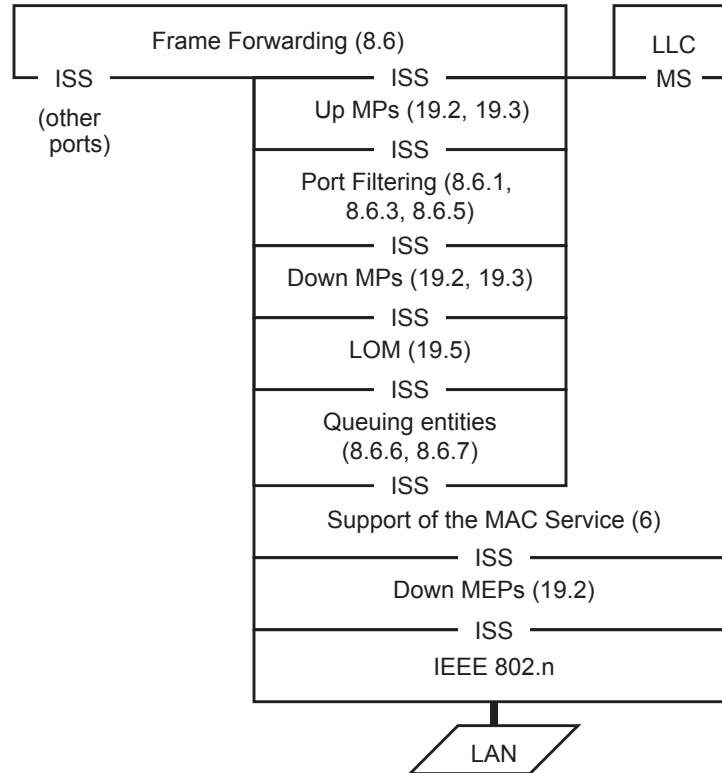 Frame Forwarding (8.6)
LLC
ISS
ISS
MS
(other
ports)
Up MPs (19.2, 19.3)
ISS
Port Filtering (8.6.1,
8.6.3, 8.6.5)
ISS
Down MPs (19.2, 19.3)
ISS
LOM (19.5)
ISS
Queuing entities
(8.6.6, 8.6.7)
ISS
Support of the MAC Service (6)
ISS
Down MEPs (19.2)
ISS
IEEE 802.n
LAN